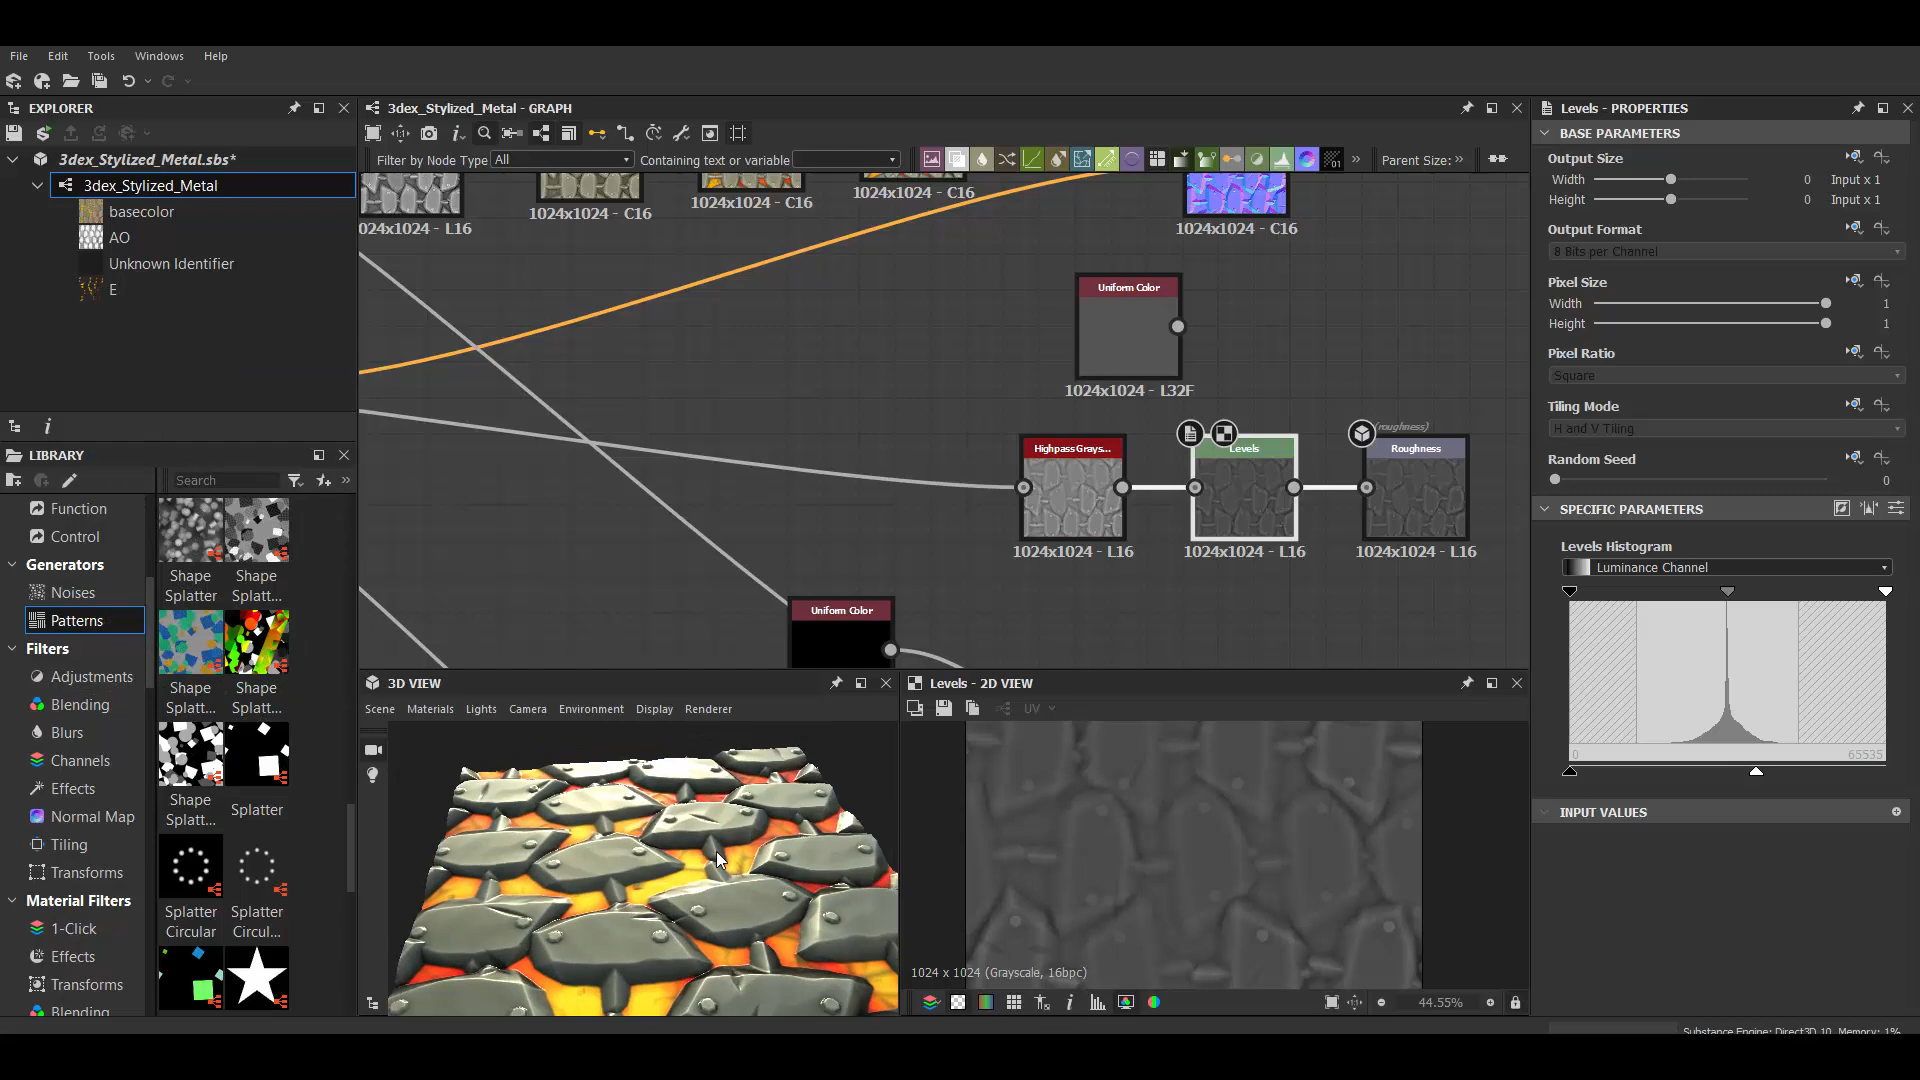 File Edit Tools Windows Help
EXPLORER
3dex_Stylized_Metal.sbs*
3dex_Stylized_Metal
basecolor
AO
Unknown Identifier
E
LIBRARY
Search
Function
Control
Generators
Noises
Patterns
Filters
Adjustments
Blending
Blurs
Channels
Effects
Normal Map
Tiling
Transforms
Material Filters
1-Click
Effects
Transforms
Blending
Shape Splatter
Shape Splatt...
Shape Splatt...
Shape Splatt...
Shape Splatt...
Splatter
Splatter Circular
Splatter Circul...
3dex_Stylized_Metal - GRAPH
Filter by Node Type All Containing text or variable Parent Size: »
024x1024 - L16
1024x1024 - C16
1024x1024 - C16
1024x1024 - C16
1024x1024 - C16
Uniform Color
1024x1024 - L32F
(roughness)
Highpass Grays...
Levels
Roughness
1024x1024 - L16
1024x1024 - L16
1024x1024 - L16
Uniform Color
3D VIEW
Scene Materials Lights Camera Environment Display Renderer
Levels - 2D VIEW
UV
1024 x 1024 (Grayscale, 16bpc)
44.55%
Levels - PROPERTIES
BASE PARAMETERS
Output Size
Width 0 Input x 1
Height 0 Input x 1
Output Format
8 Bits per Channel
Pixel Size
Width 1
Height 1
Pixel Ratio
Square
Tiling Mode
H and V Tiling
Random Seed
0
SPECIFIC PARAMETERS
Levels Histogram
Luminance Channel
0 65535
INPUT VALUES
Substance Engine: Direct3D 10 Memory: 1%